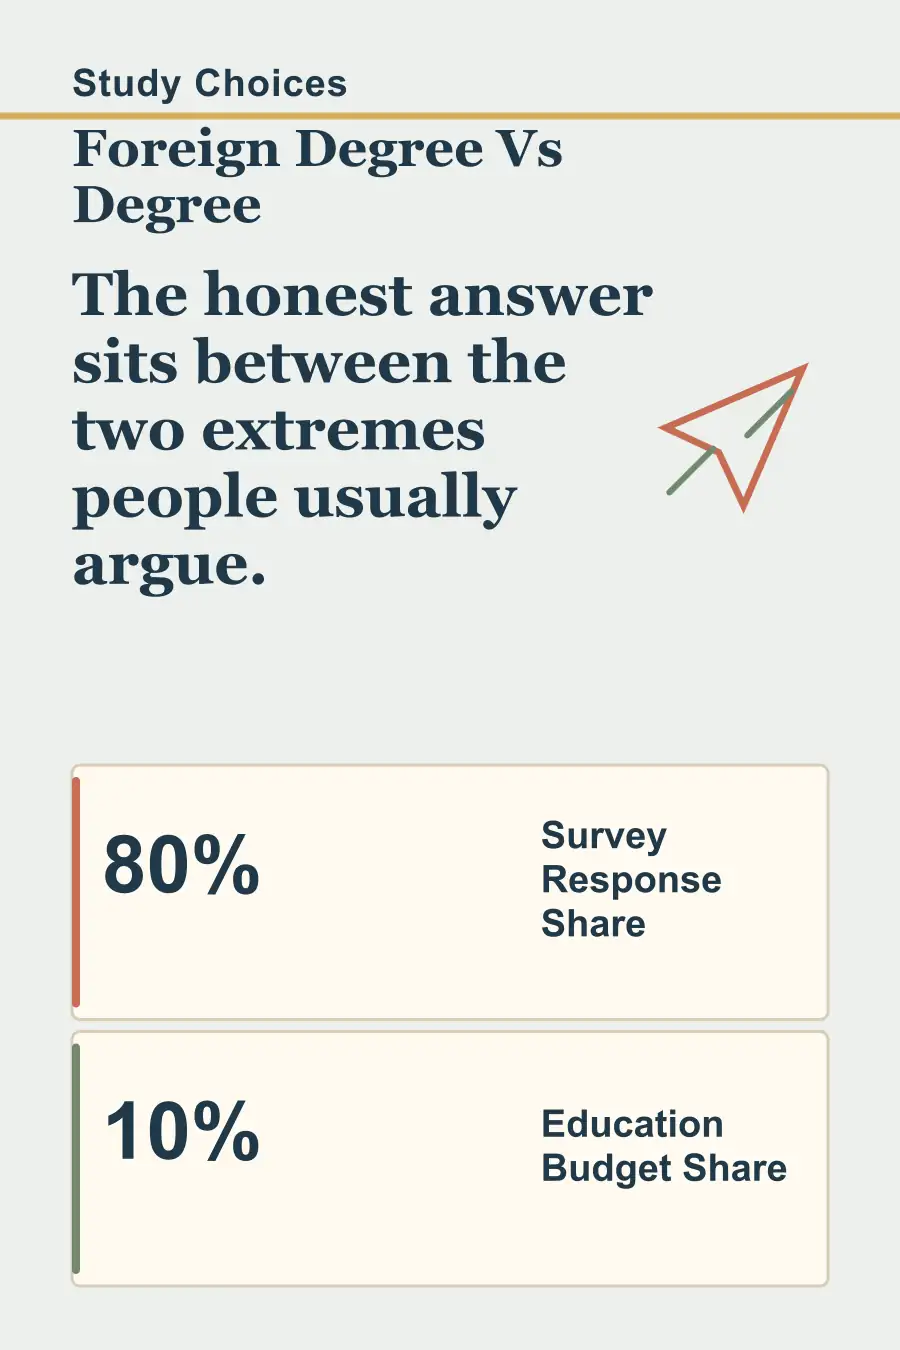 Study Choices
Foreign Degree Vs
Degree
The honest answer
sits between the
two extremes
people usually
argue.
80%
Survey
Response
Share
10%
Education
Budget Share